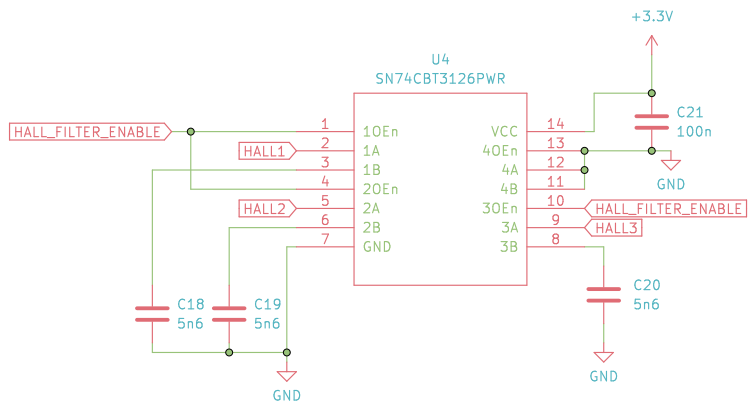 +3.3V
U4
SN74CBT3126PWR
C21
100n
HALL_FILTER_ENABLE
1 1OEn VCC 14
2 1A 4OEn 13
HALL1
3 1B 4A 12
4 2OEn 4B 11
GND
5 2A 3OEn 10
HALL2
HALL_FILTER_ENABLE
6 2B 3A 9
HALL3
7 GND 3B 8
C18
5n6
C19
5n6
C20
5n6
GND
GND